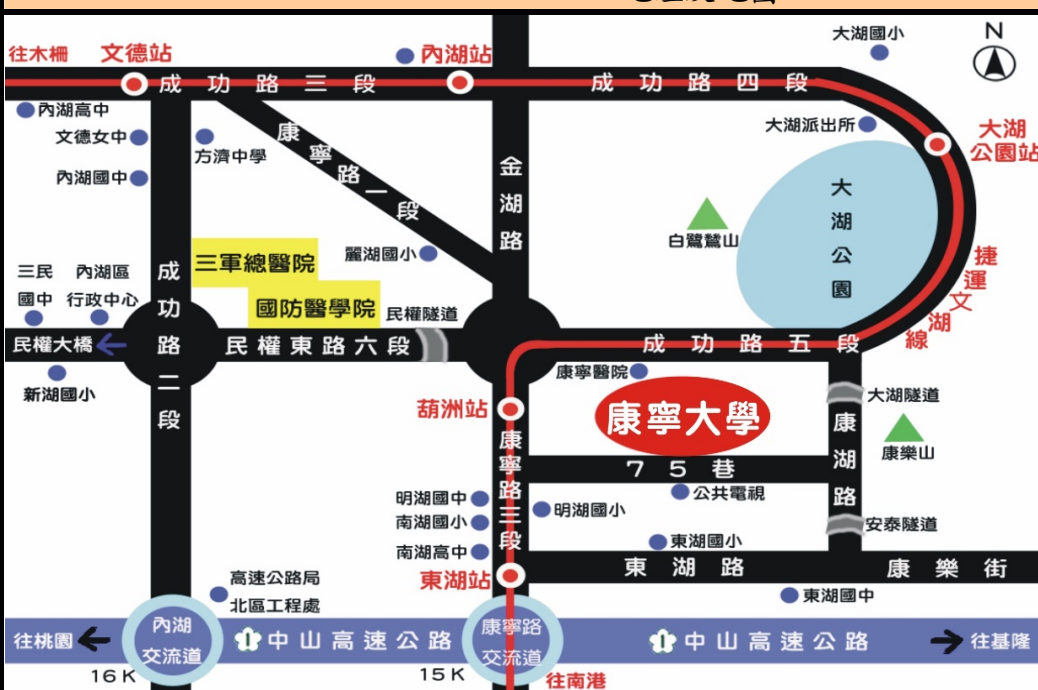 大湖國小
N
往木柵
文德站
內湖站
成功路三段
成功路四段
內湖高中
文德女中
方濟中學
內湖國中
康寧路一段
金湖路
大湖派出所
大湖
公園站
大湖公園
白鷺鷥山
麗湖國小
三軍總醫院
國防醫學院
三民
國中
內湖區
行政中心
成功路二段
民權隧道
捷運文湖線
民權大橋
民權東路六段
成功路五段
新湖國小
康寧醫院
康寧大學
大湖隧道
葫洲站
康樂山
康湖路
75巷
康寧路三段
明湖國中
公共電視
南湖國小
明湖國小
安泰隧道
南湖高中
東湖國小
東湖站
東湖路
康樂街
高速公路局
北區工程處
東湖國中
往桃園
內湖
交流道
1
中山高速公路
康寧路
交流道
1
中山高速公路
往基隆
16K
15K
往南港